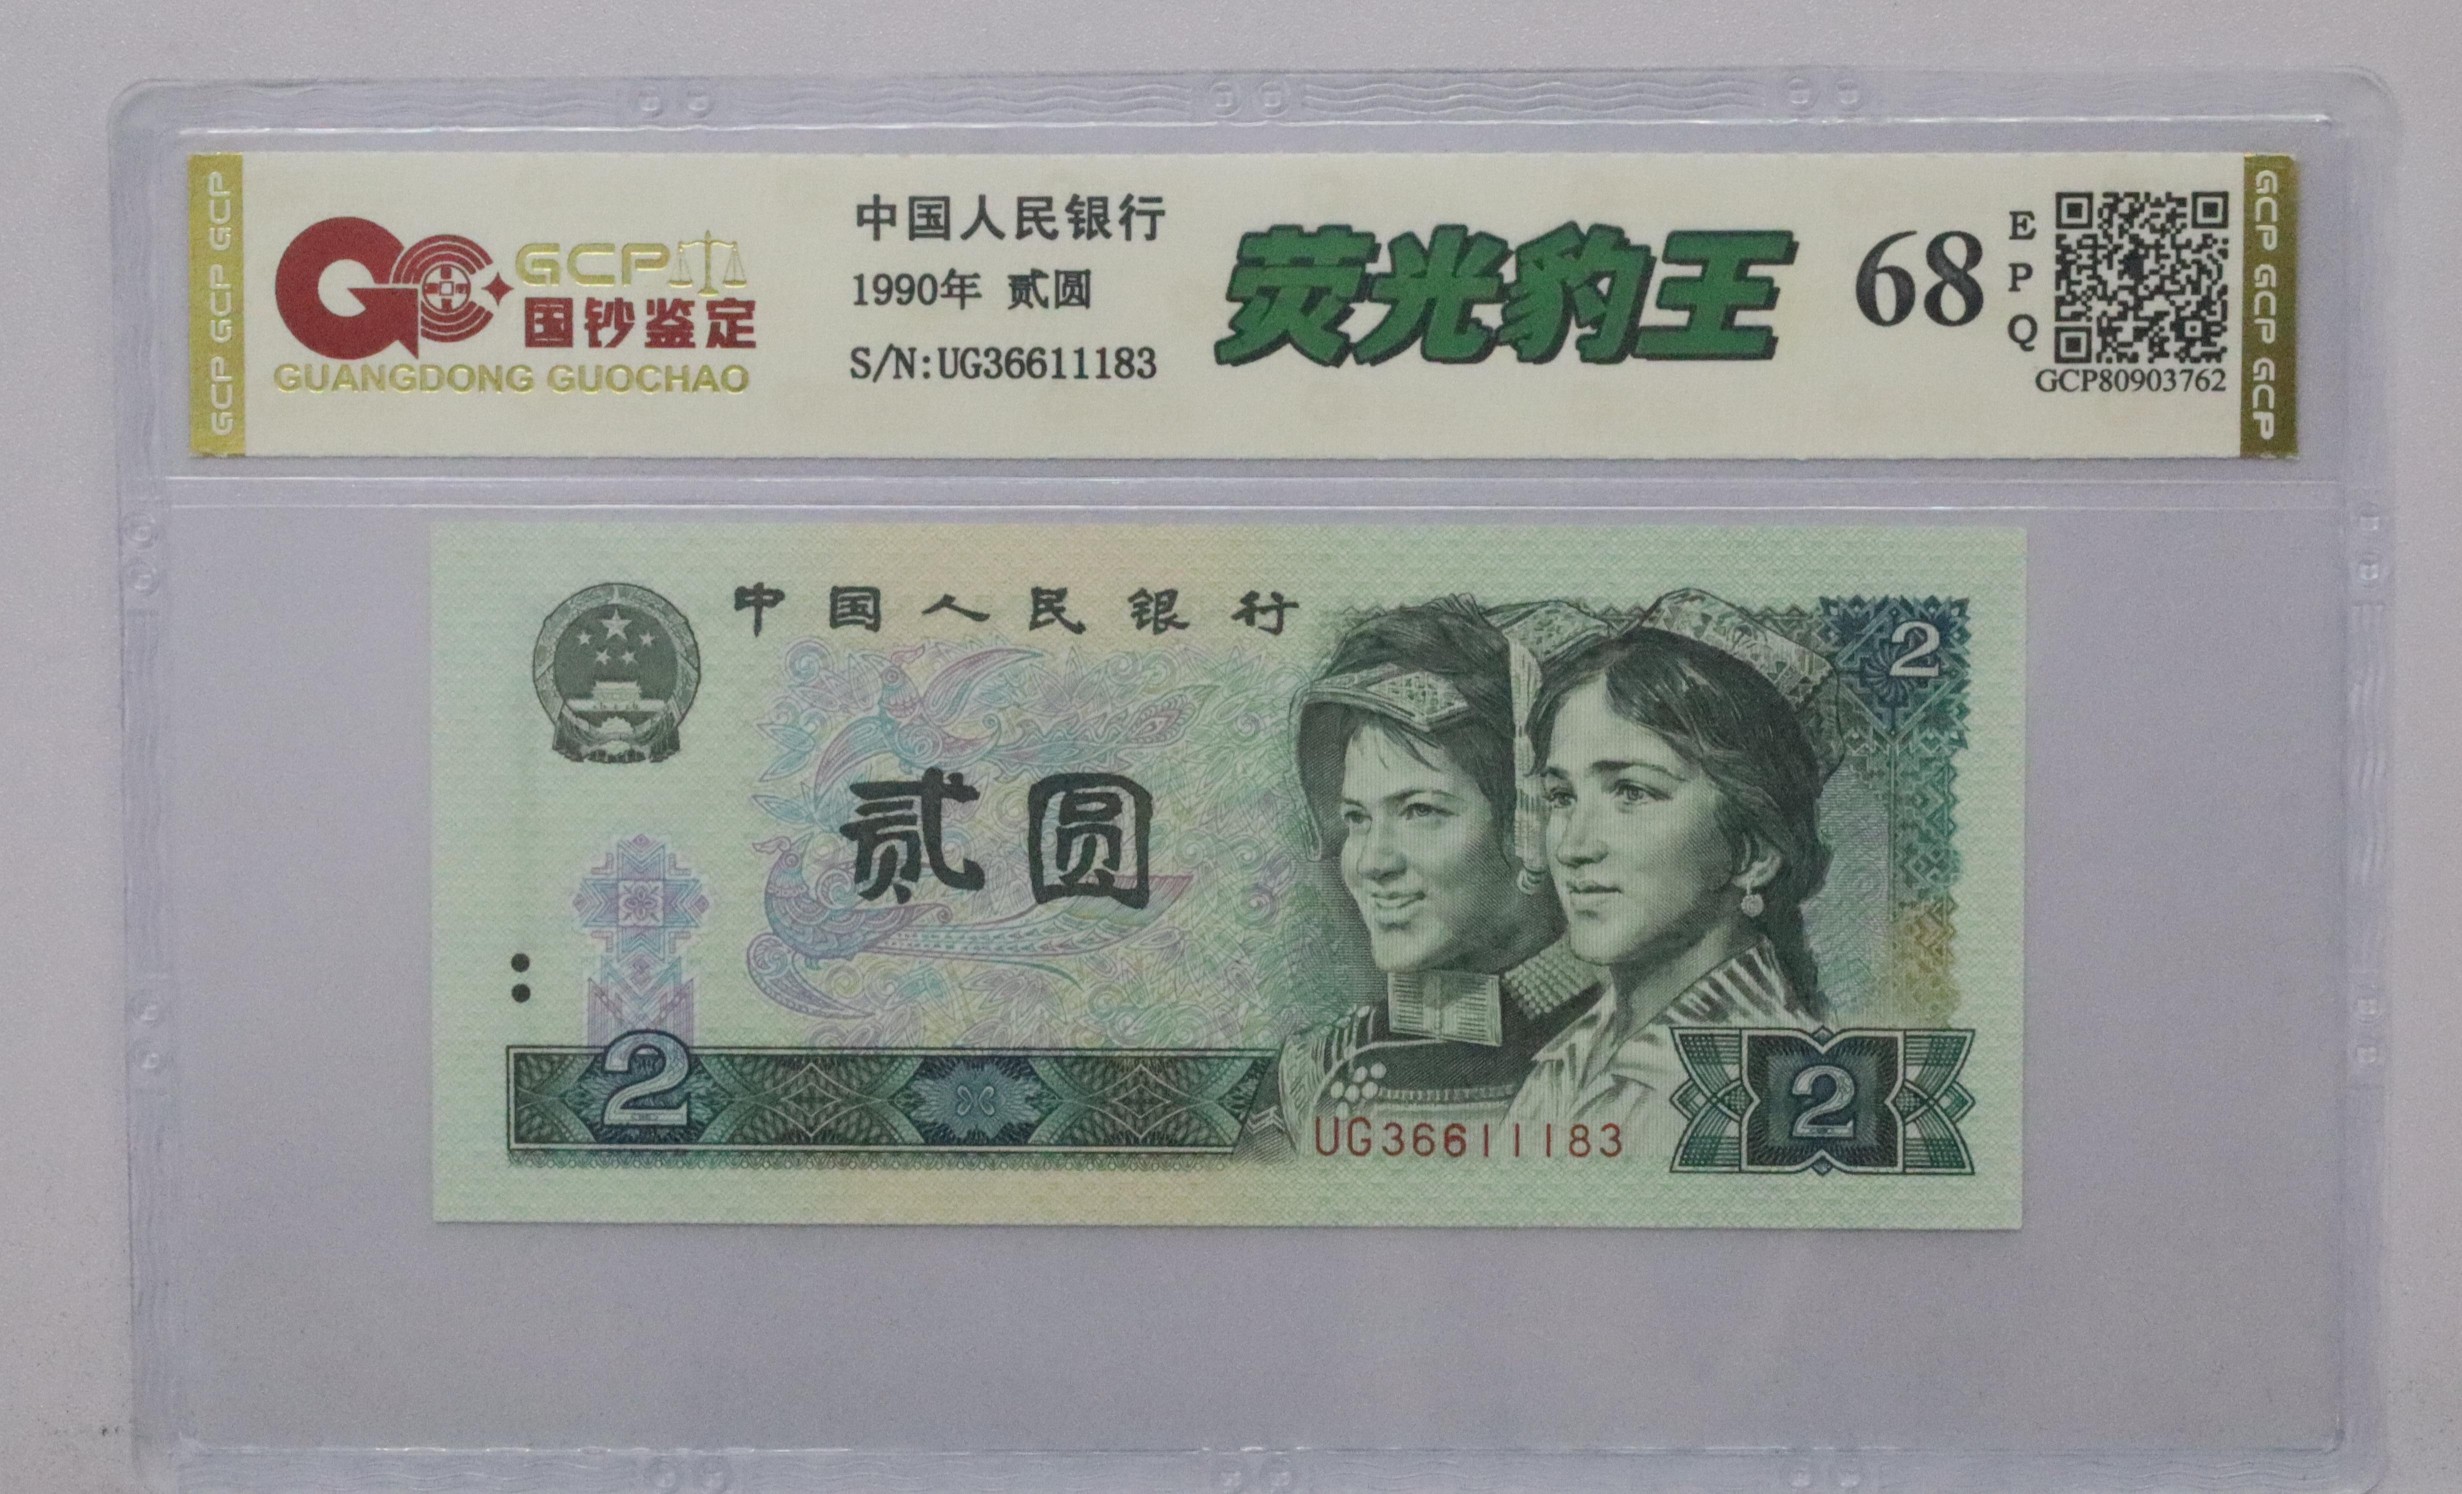 GCP GCP GCP
GCP
国钞鉴定
GUANGDONG GUOCHAO
中国人民银行
1990年 贰圆
S/N:UG36611183
荧光豹王
68
EPQ
GCP80903762
GCP GCP GCP
中国人民银行
2
贰圆
2
UG36611183
2